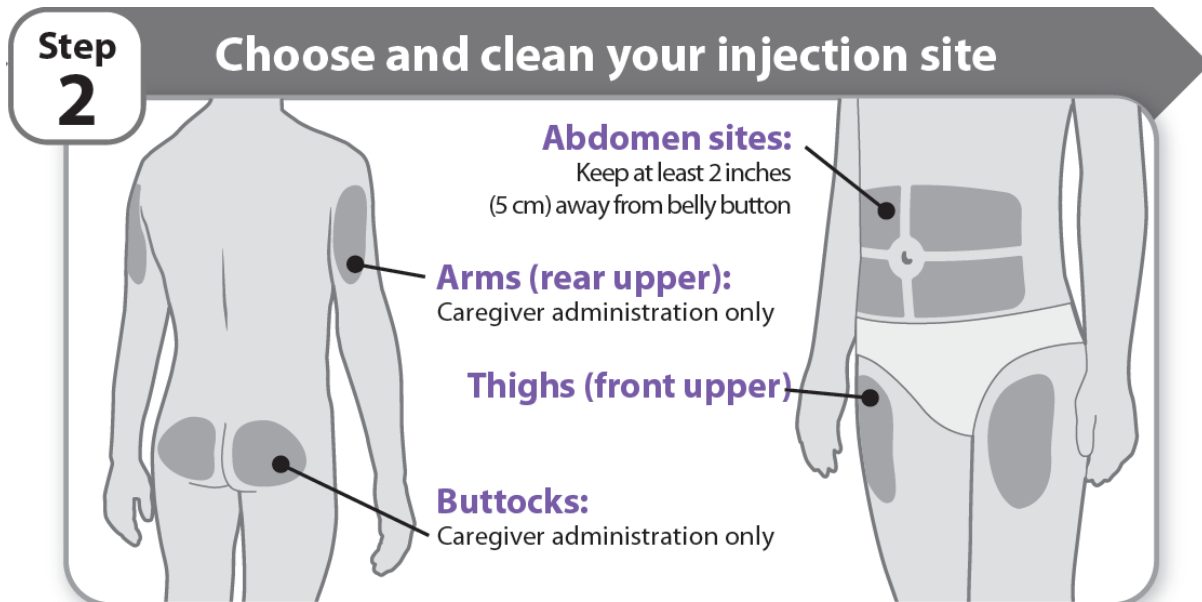 Step
2
Choose and clean your injection site
Abdomen sites:
Keep at least 2 inches
(5 cm) away from belly button
Arms (rear upper):
Caregiver administration only
Thighs (front upper)
Buttocks:
Caregiver administration only